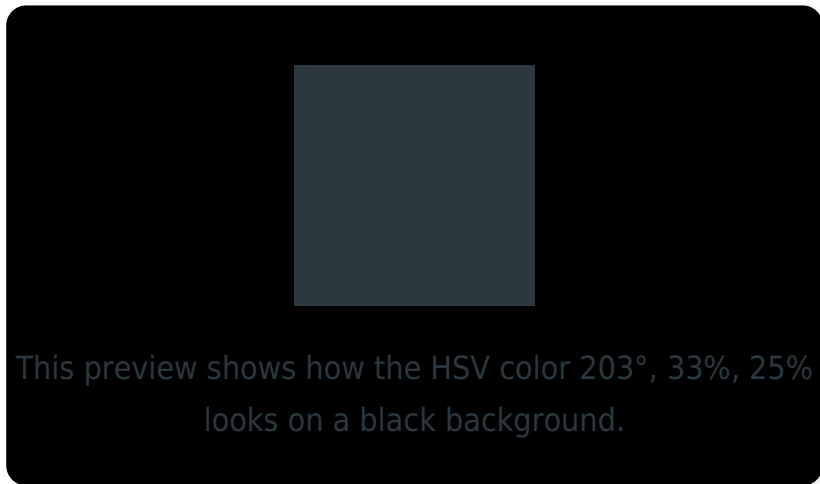 This preview shows how the HSV color 203°, 33%, 25%
looks on a black background.